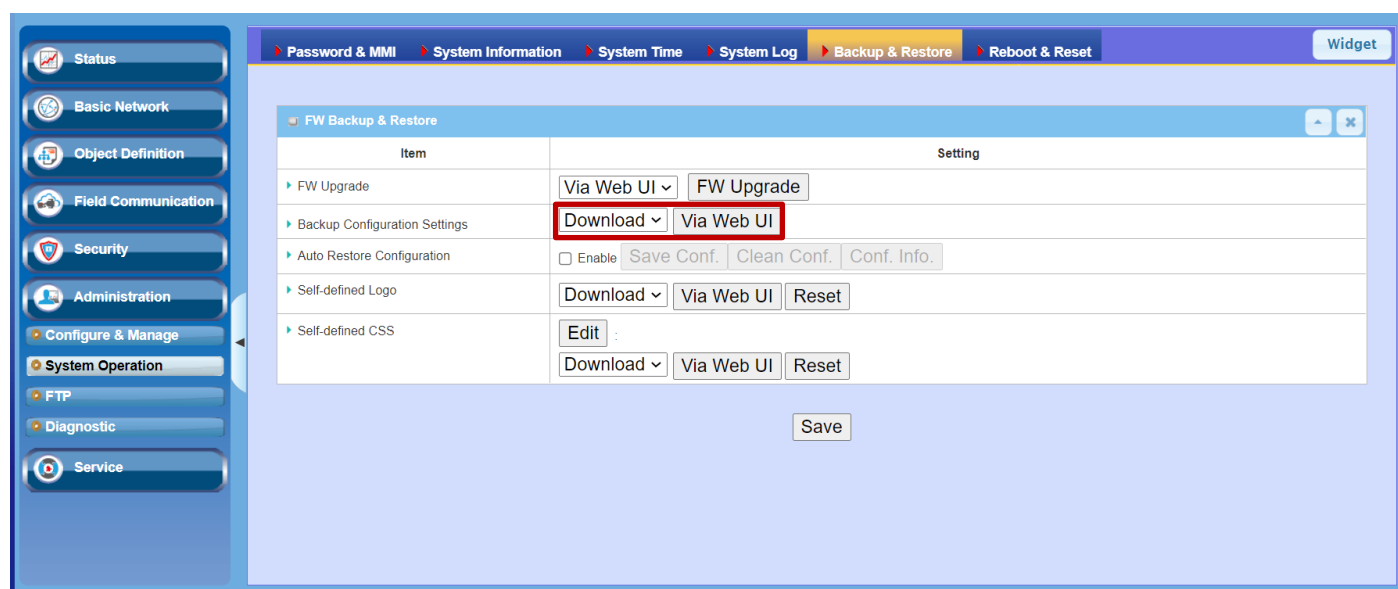 Password & MMI System Information System Time System Log Backup & Restore Reboot & Reset Widget
Status
Basic Network
Object Definition
Field Communication
Security
Administration
Configure & Manage
System Operation
FTP
Diagnostic
Service
FW Backup & Restore
Item Setting
FW Upgrade Via Web UI FW Upgrade
Backup Configuration Settings Download Via Web UI
Auto Restore Configuration Enable Save Conf. Clean Conf. Conf. Info.
Self-defined Logo Download Via Web UI Reset
Self-defined CSS Edit :
Download Via Web UI Reset
Save